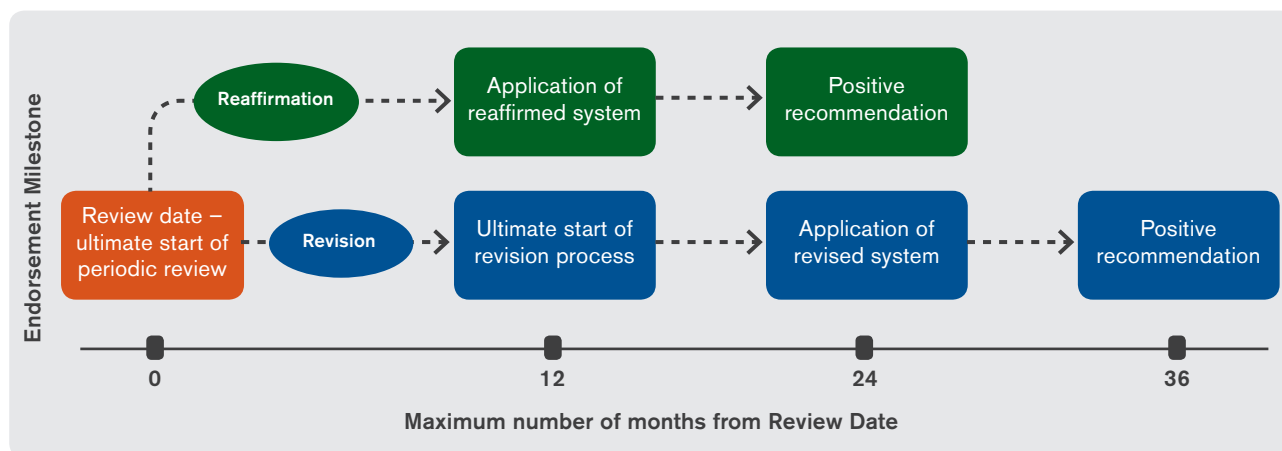 Endorsement Milestone
Reaffirmation
Application of
reaffirmed system
Positive
recommendation
Review date –
ultimate start of
periodic review
Revision
Ultimate start of
revision process
Application of
revised system
Positive
recommendation
0
12
24
36
Maximum number of months from Review Date